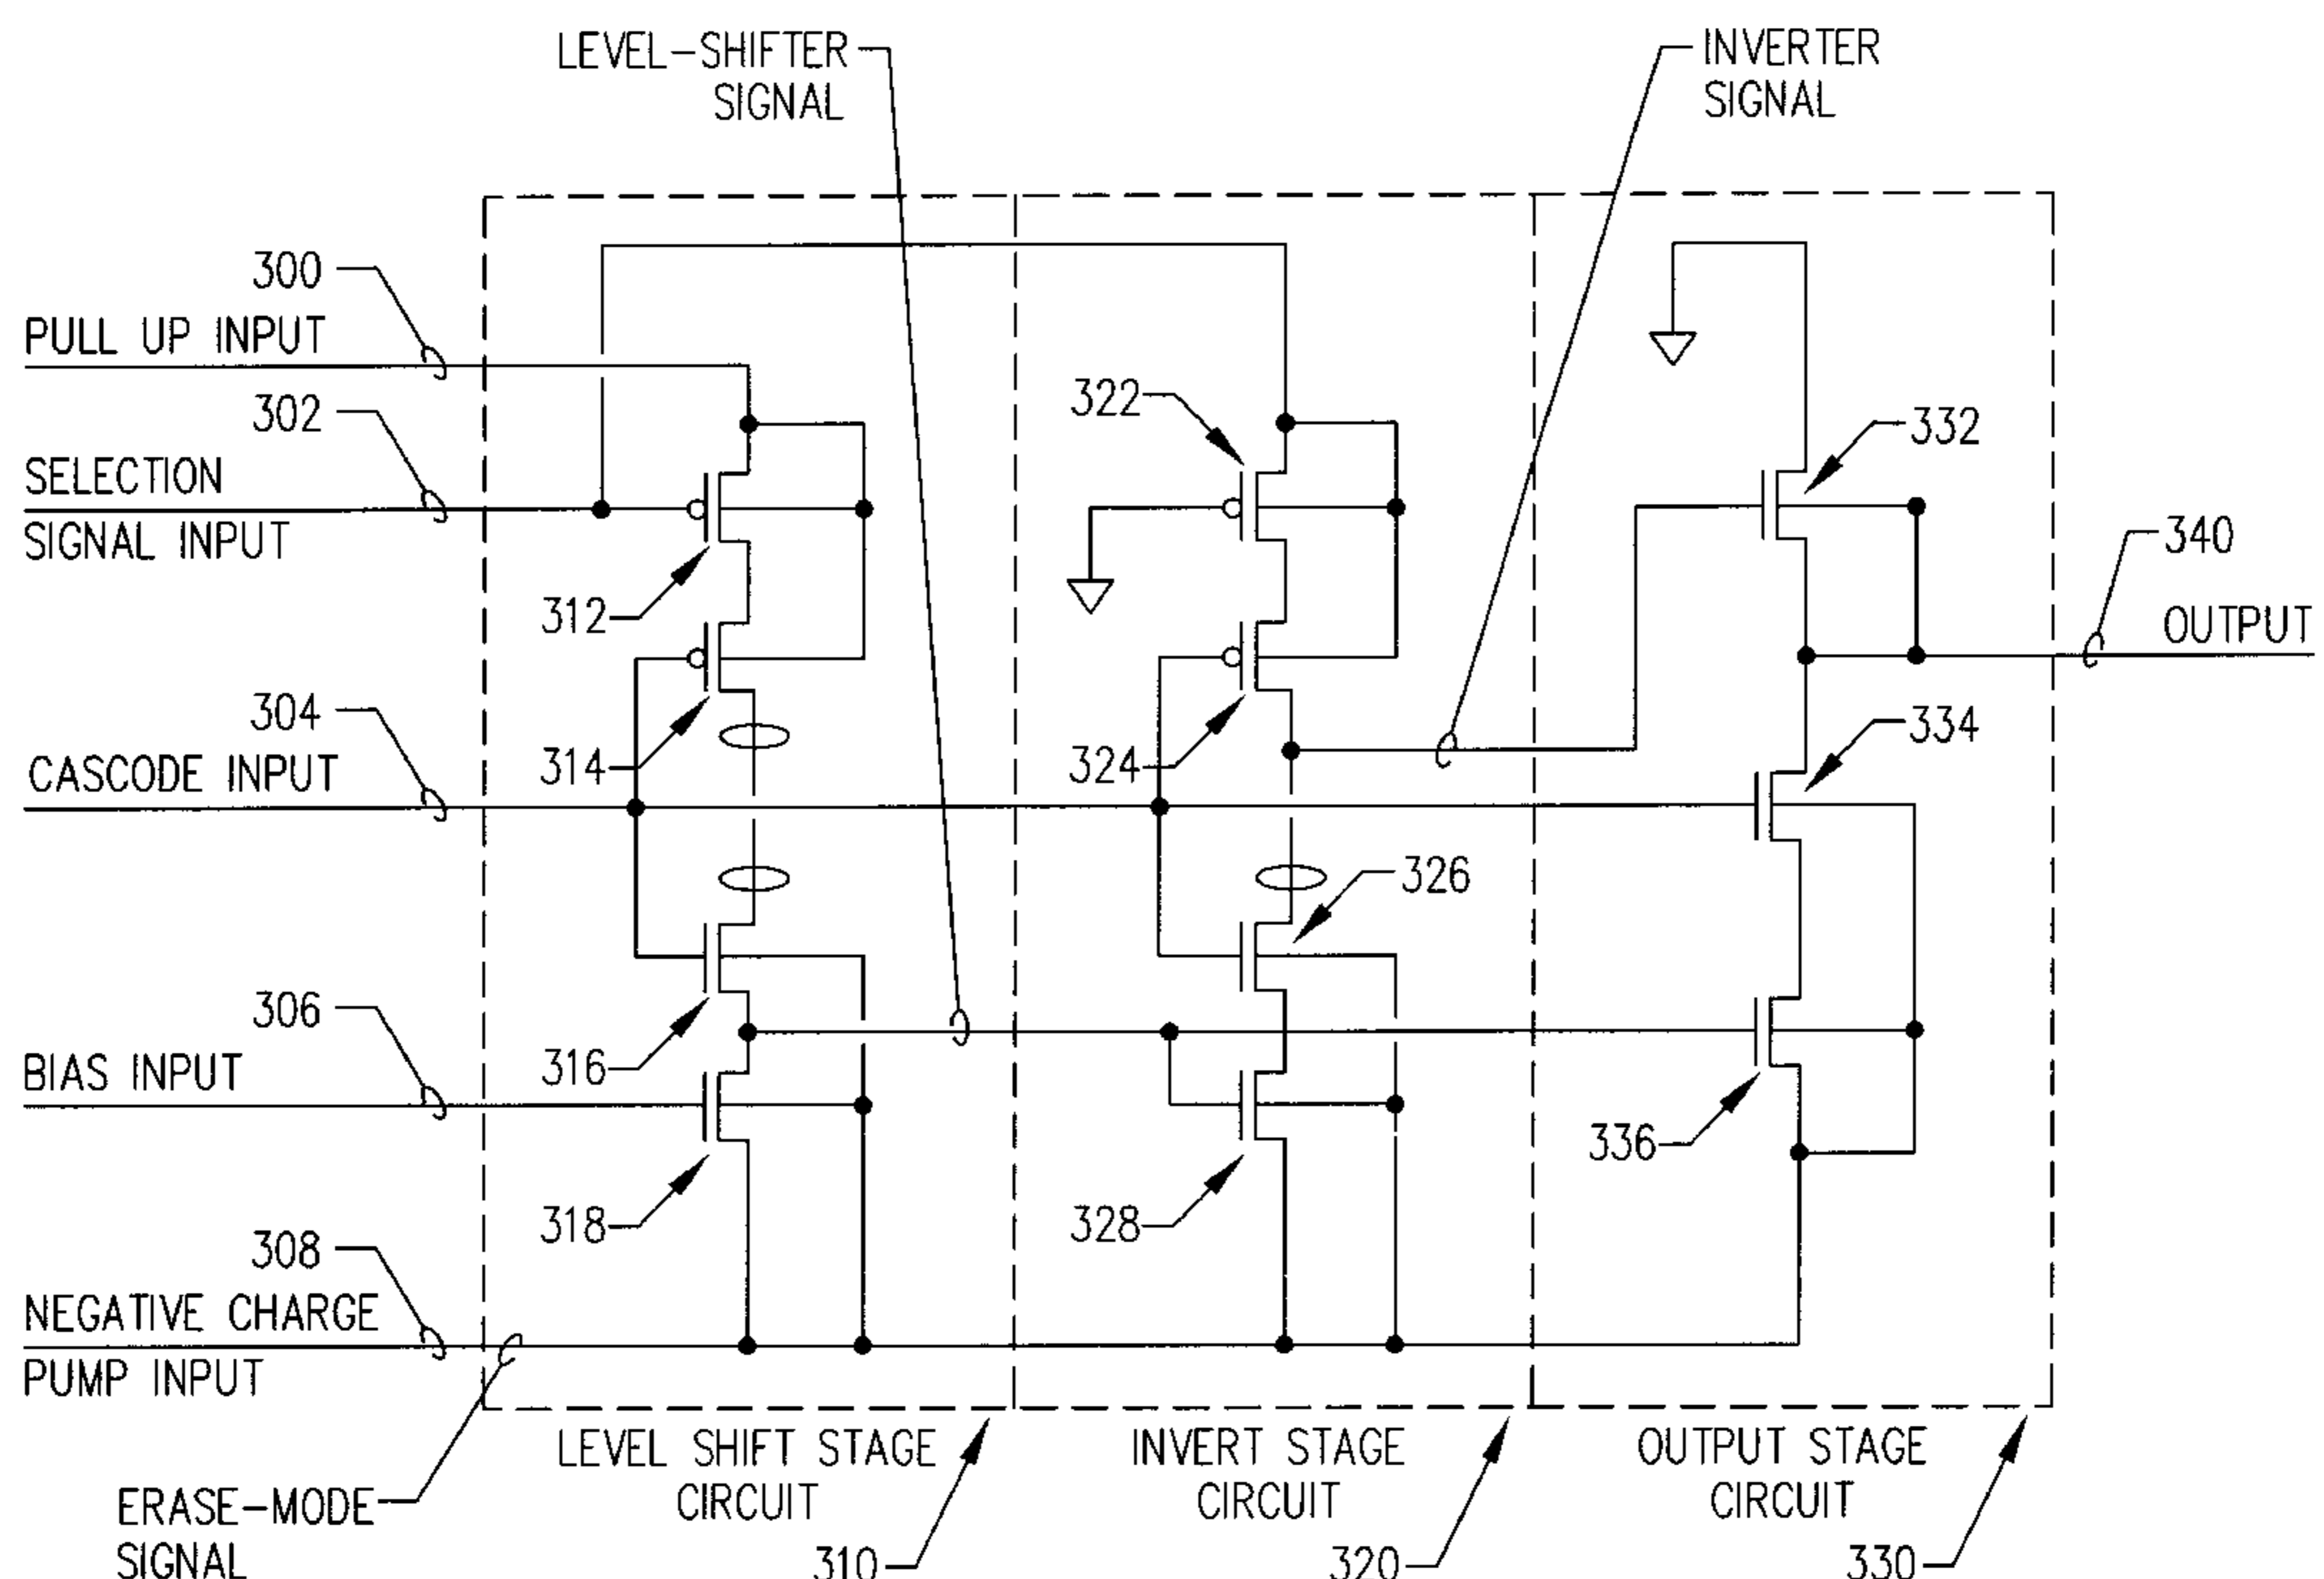 LEVEL-SHIFTER
SIGNAL
INVERTER
SIGNAL
300
PULL UP INPUT
302
SELECTION
SIGNAL INPUT
312
322
332
340
OUTPUT
304
CASCODE INPUT
314
324
334
326
306
BIAS INPUT
316
336
318
328
308
NEGATIVE CHARGE
PUMP INPUT
LEVEL SHIFT STAGE
CIRCUIT
INVERT STAGE
CIRCUIT
OUTPUT STAGE
CIRCUIT
ERASE-MODE
SIGNAL
310
320
330